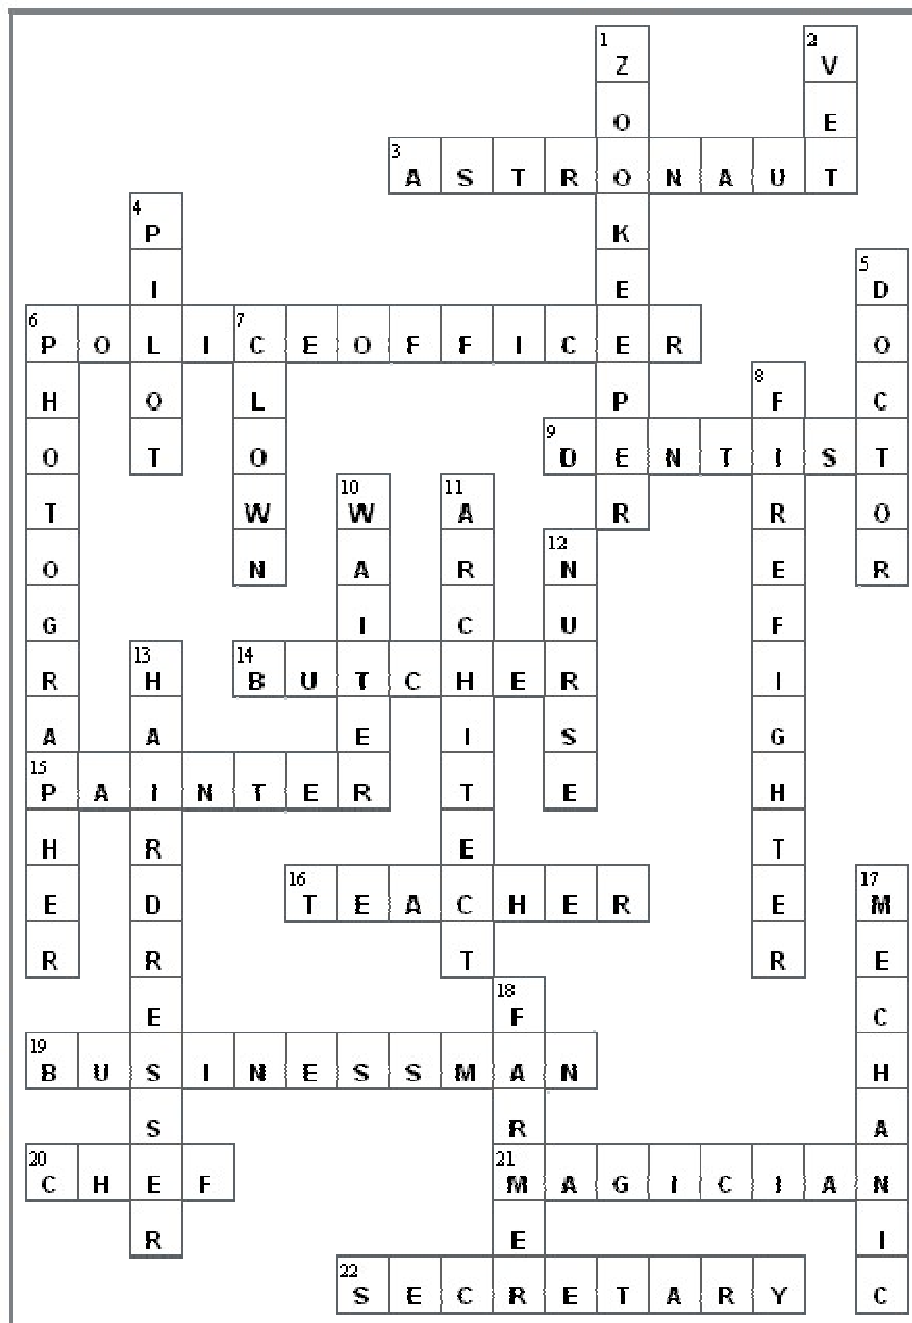 1 Z 2 V
O E
3 A S T R O N A U T
4 P K
I E 5 D
6 P O L I 7 C E O F F I C E R O
H O L P 8 F C
O T O 9 D E N T I S T
T W 10 W 11 A R R O
O N A R 12 N E R
G I C U F
R 13 H 14 B U T C H E R I
A A E I S G
15 P A I N T E R T E H
H R E T
E D 16 T E A C H E R E 17 M
R R T R E
E 18 F C
19 B U S I N E S S M A N H
S R A
20 C H E F 21 M A G I C I A N
R E I
22 S E C R E T A R Y C